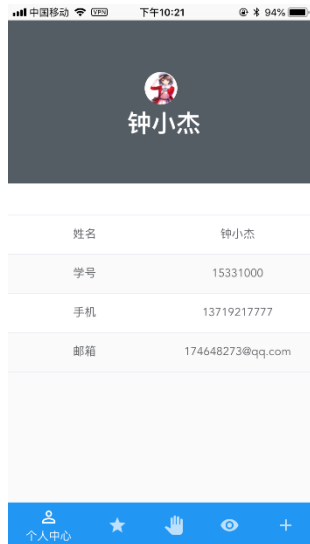 中国移动 VPN 下午10:21 94%
钟小杰
姓名 钟小杰
学号 15331000
手机 13719217777
邮箱 174648273@qq.com
个人中心